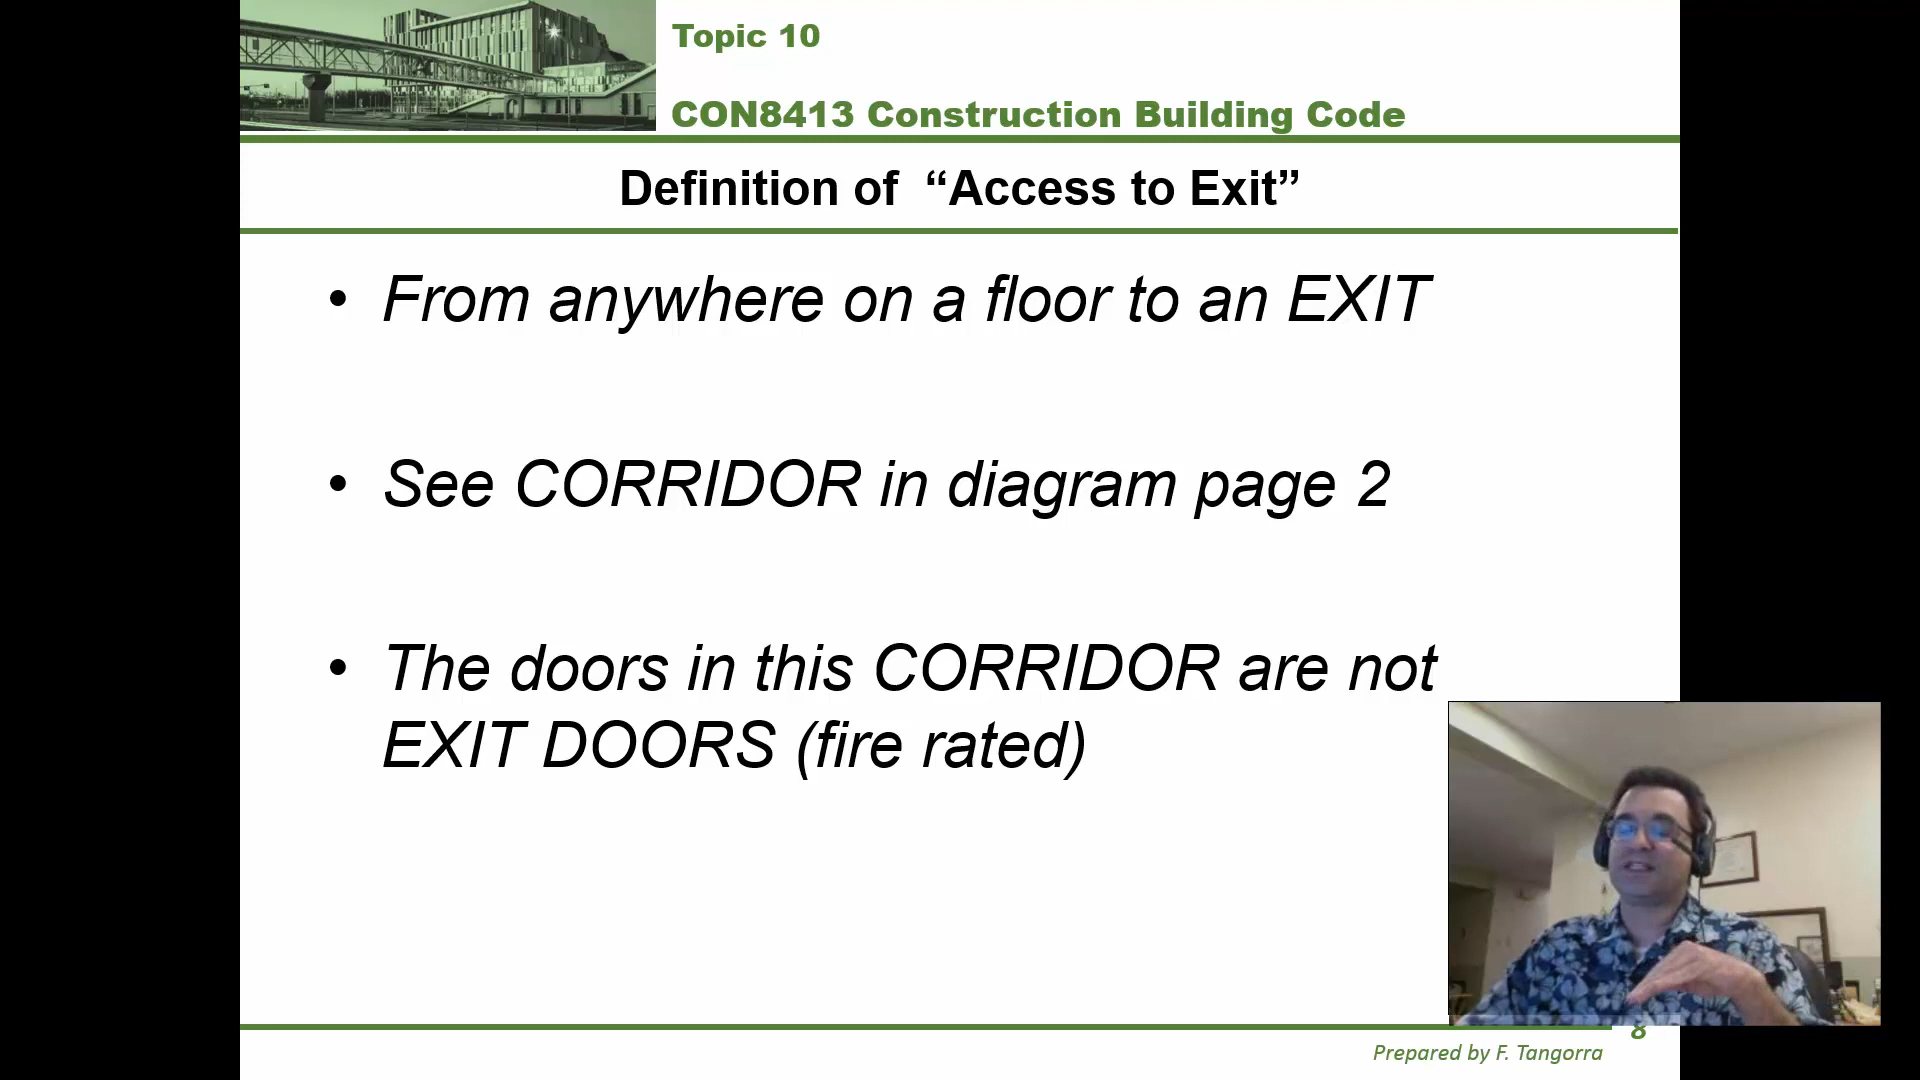 Topic 10
CON8413 Construction Building Code
Definition of “Access to Exit”
• From anywhere on a floor to an EXIT
• See CORRIDOR in diagram page 2
• The doors in this CORRIDOR are not
EXIT DOORS (fire rated)
8
Prepared by F. Tangorra